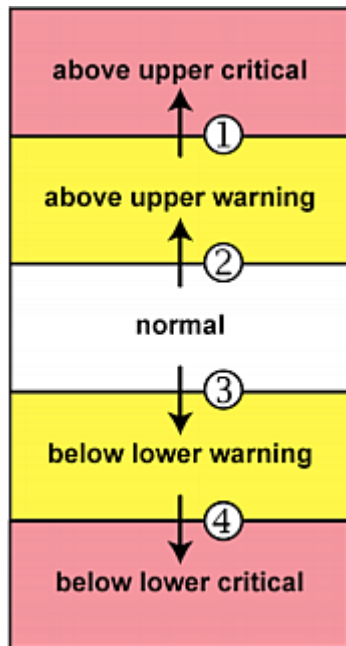 above upper critical
①
above upper warning
②
normal
③
below lower warning
④
below lower critical